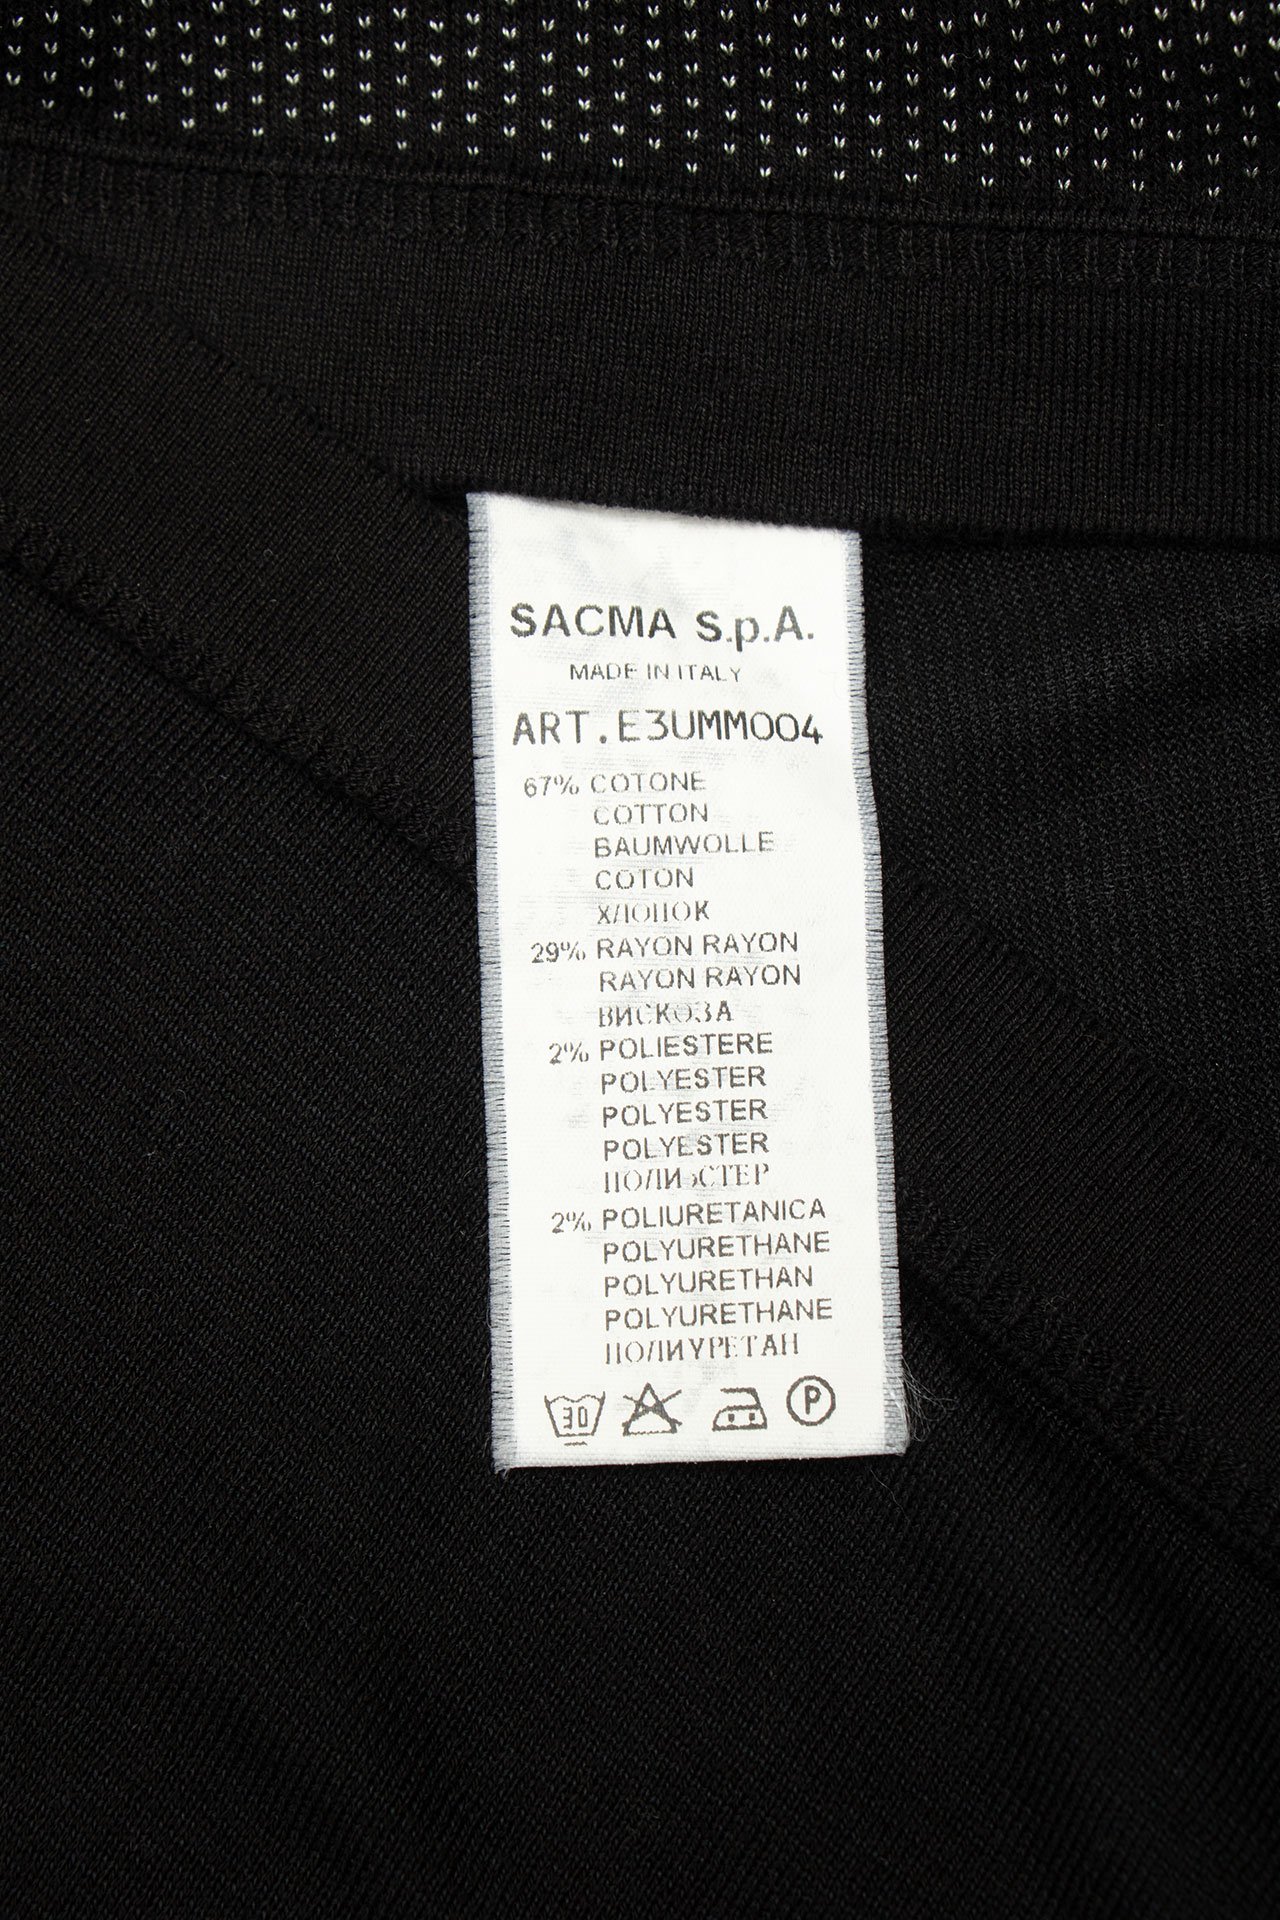 SACMA S.p.A.
MADE IN ITALY
ART.E3UMM004
67% COTONE
COTTON
BAUMWOLLE
COTON
ХЛОПОК
29% RAYON RAYON
RAYON RAYON
ВИСКОЗА
2% POLIESTERE
POLYESTER
POLYESTER
POLYESTER
ПОЛИЭСТЕР
2% POLIURETANICA
POLYURETHANE
POLYURETHAN
POLYURETHANE
ПОЛИУРЕТАН
30 P